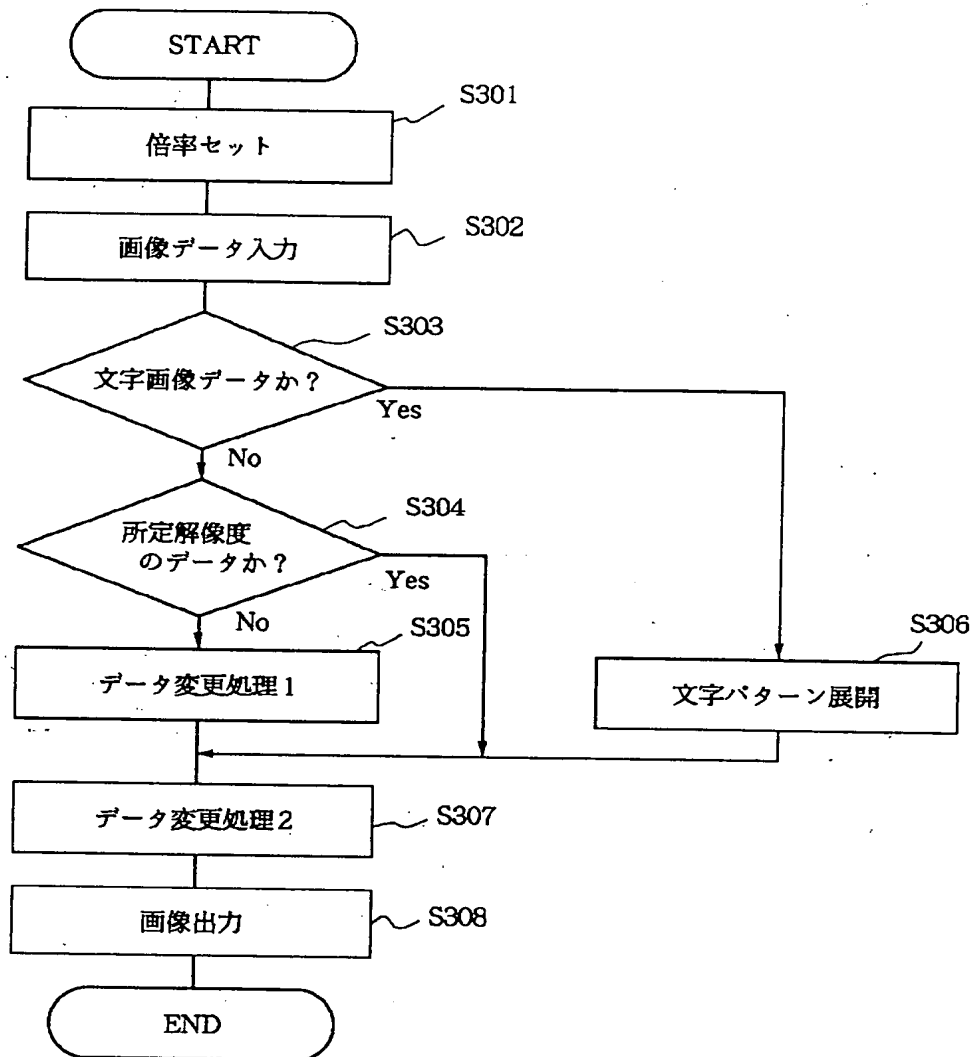 START
S301
倍率セット
S302
画像データ入力
S303
文字画像データか？
Yes
No
S304
所定解像度
のデータか？
Yes
No
S305
データ変更処理1
S306
文字パターン展開
データ変更処理2
S307
画像出力
S308
END